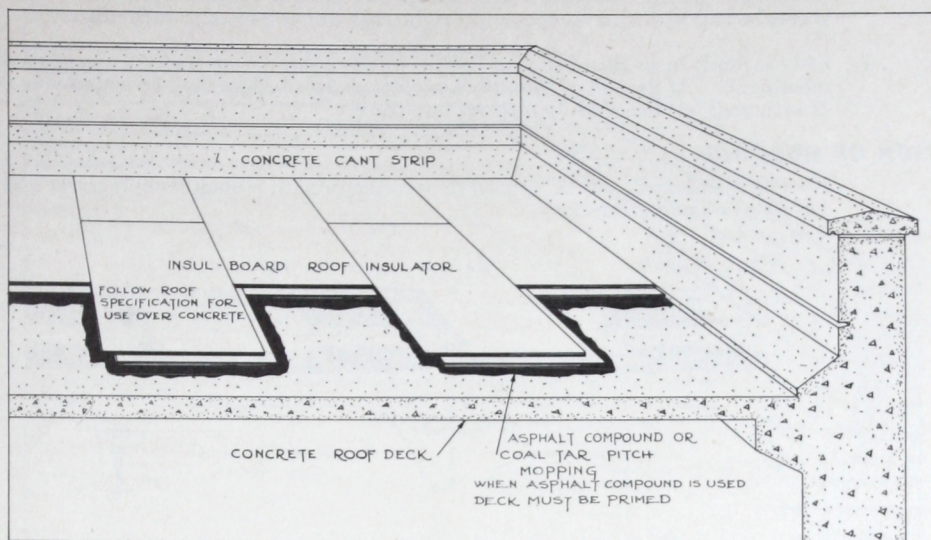 CONCRETE CANT STRIP
INSUL-BOARD ROOF INSULATOR
FOLLOW ROOF
SPECIFICATION FOR
USE OVER CONCRETE
CONCRETE ROOF DECK
ASPHALT COMPOUND OR
COAL TAR PITCH
MOPPING
WHEN ASPHALT COMPOUND IS USED
DECK MUST BE PRIMED